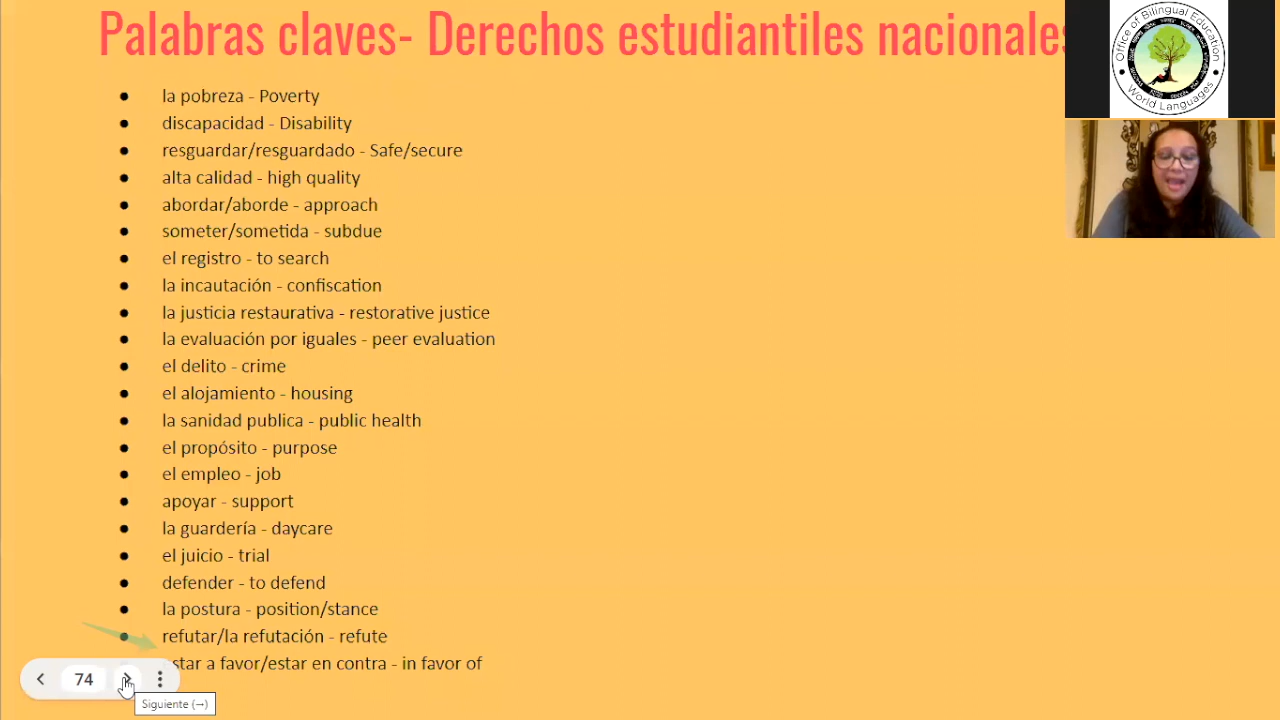 Palabras claves- Derechos estudiantiles nacionales
● la pobreza - Poverty
● discapacidad - Disability
● resguardar/resguardado - Safe/secure
● alta calidad - high quality
● abordar/aborde - approach
● someter/sometida - subdue
● el registro - to search
● la incautación - confiscation
● la justicia restaurativa - restorative justice
● la evaluación por iguales - peer evaluation
● el delito - crime
● el alojamiento - housing
● la sanidad publica - public health
● el propósito - purpose
● el empleo - job
● apoyar - support
● la guardería - daycare
● el juicio - trial
● defender - to defend
● la postura - position/stance
● refutar/la refutación - refute
star a favor/estar en contra - in favor of
74
Siguiente (→)
Office of Bilingual Education
World Languages